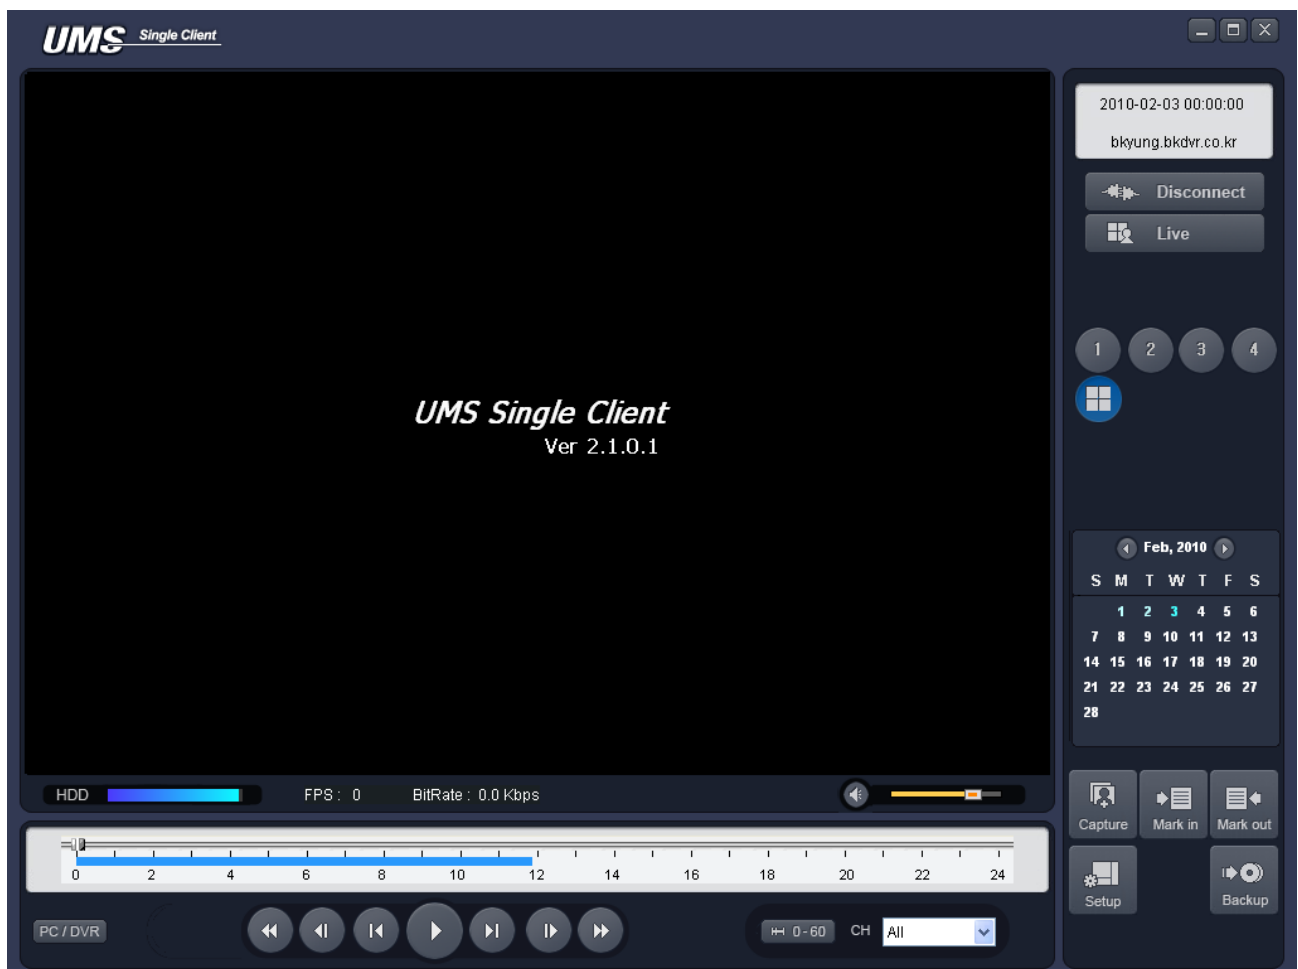 UMS Single Client
2010-02-03 00:00:00
bkyung.bkdvr.co.kr
Disconnect
Live
1 2 3 4
UMS Single Client
Ver 2.1.0.1
Feb, 2010
S M T W T F S
1 2 3 4 5 6
7 8 9 10 11 12 13
14 15 16 17 18 19 20
21 22 23 24 25 26 27
28
HDD FPS : 0 BitRate : 0.0 Kbps
Capture Mark in Mark out
0 2 4 6 8 10 12 14 16 18 20 22 24
Setup Backup
PC / DVR 0-60 CH All